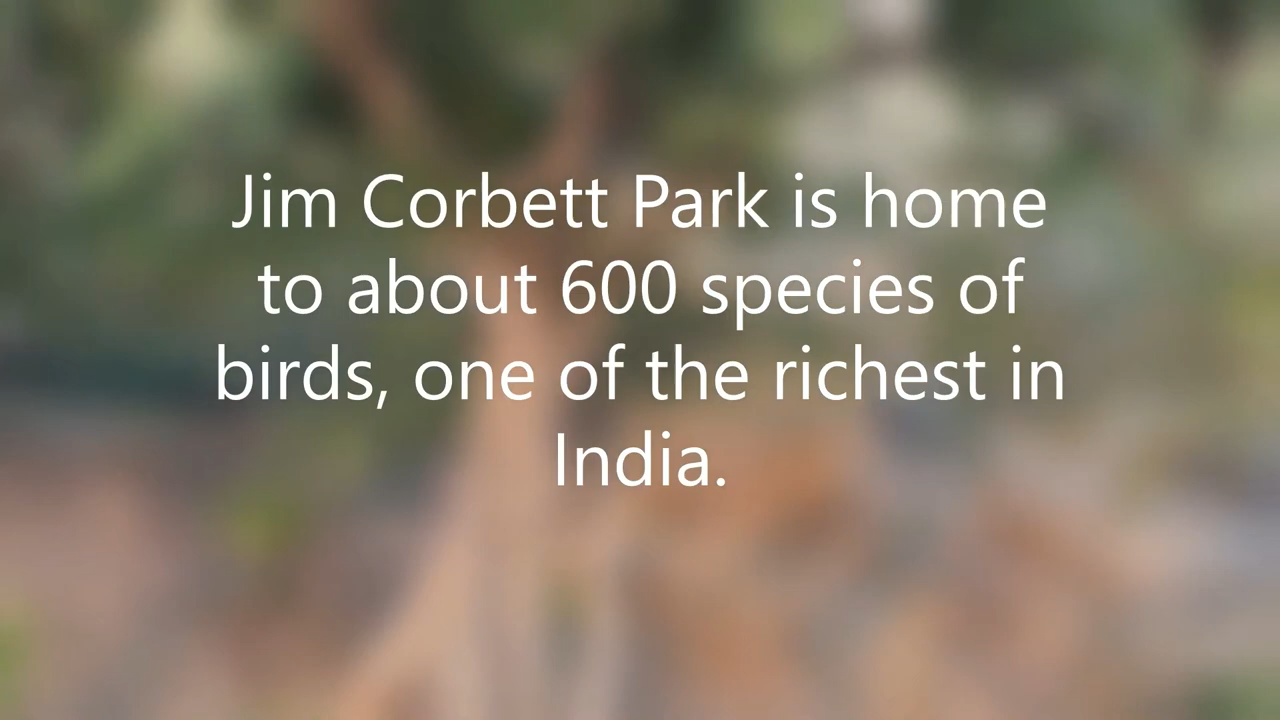 Jim Corbett Park is home
to about 600 species of
birds, one of the richest in
India.